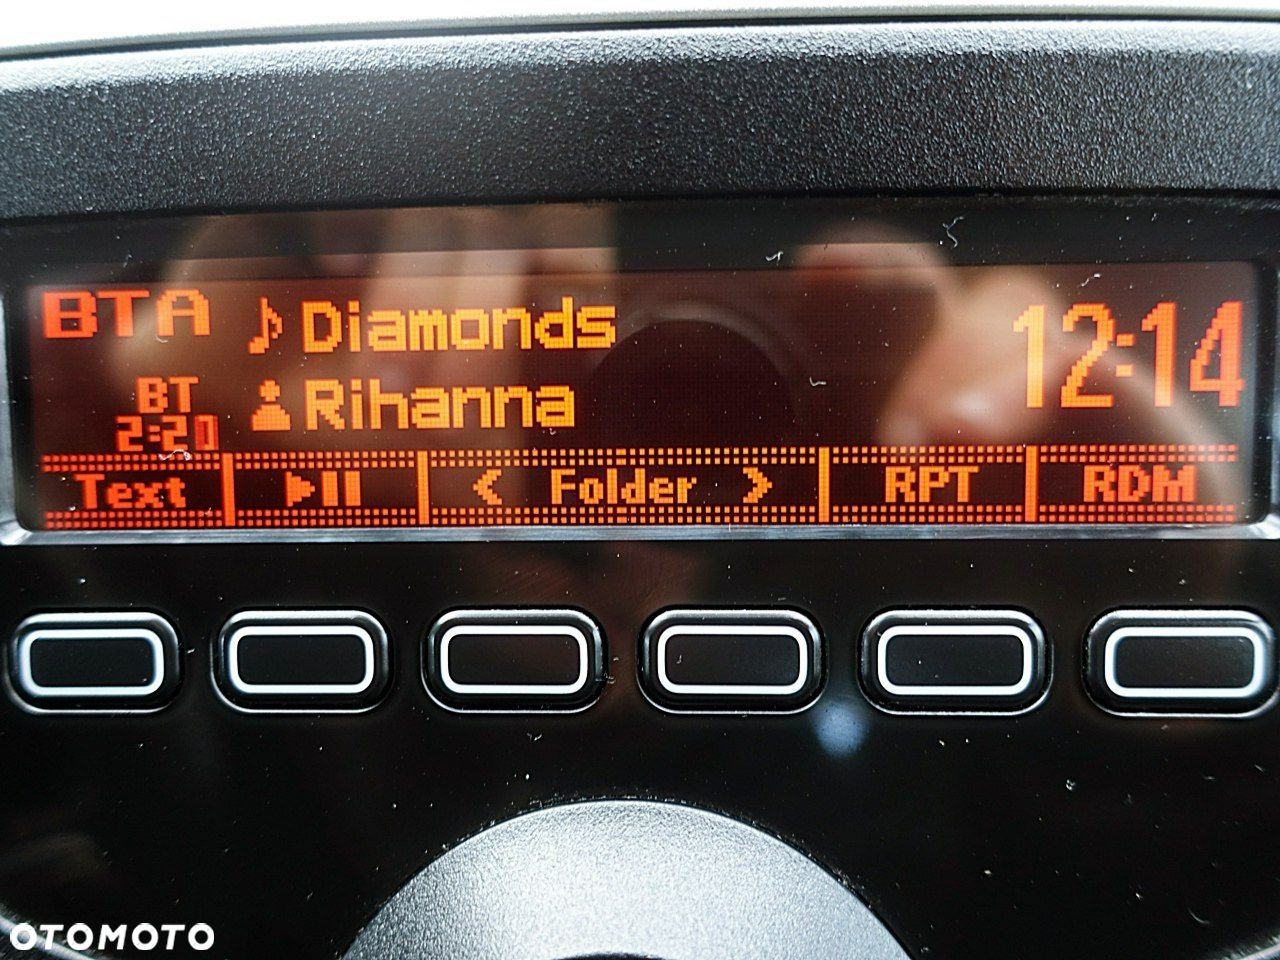 BTA Diamonds 12:14
BT Rihanna
2:20
Text < Folder > RPT RDM
OTOMOTO